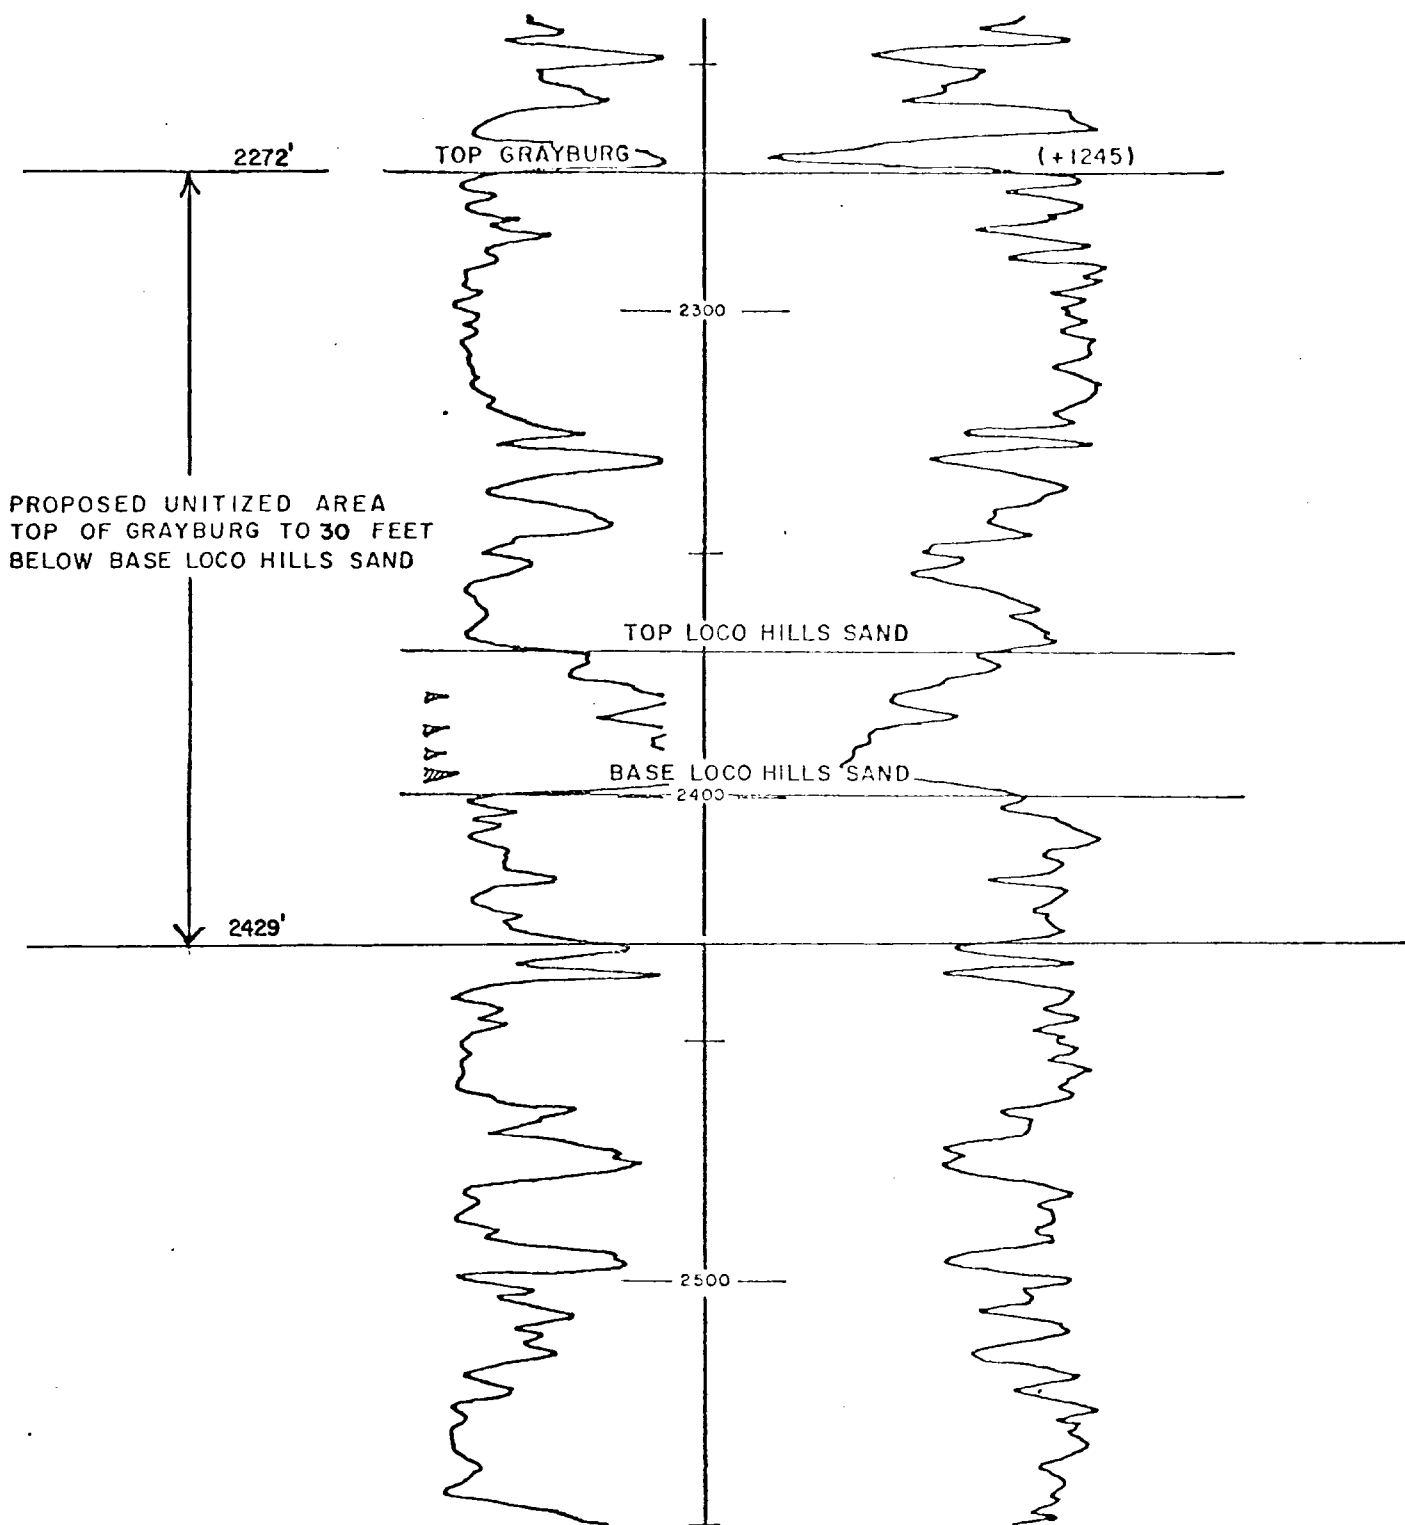 2272'
TOP GRAYBURG
(+1245)
2300
PROPOSED UNITIZED AREA
TOP OF GRAYBURG TO 30 FEET
BELOW BASE LOCO HILLS SAND
TOP LOCO HILLS SAND
BASE LOCO HILLS SAND
2400
2429'
2500